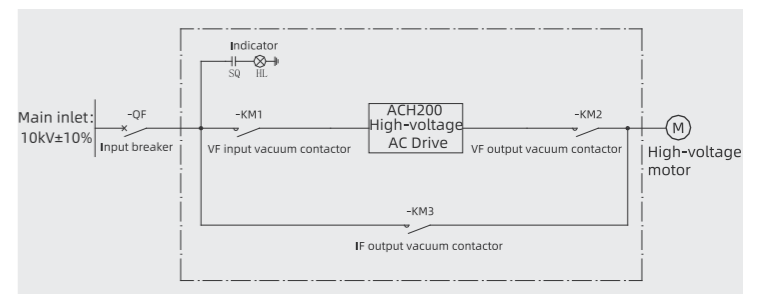 Indicator
SQ HL
Main inlet:
10kV±10%
-QF
Input breaker
-KM1
VF input vacuum contactor
ACH200
High-voltage
AC Drive
-KM2
VF output vacuum contactor
M
High-voltage
motor
-KM3
IF output vacuum contactor